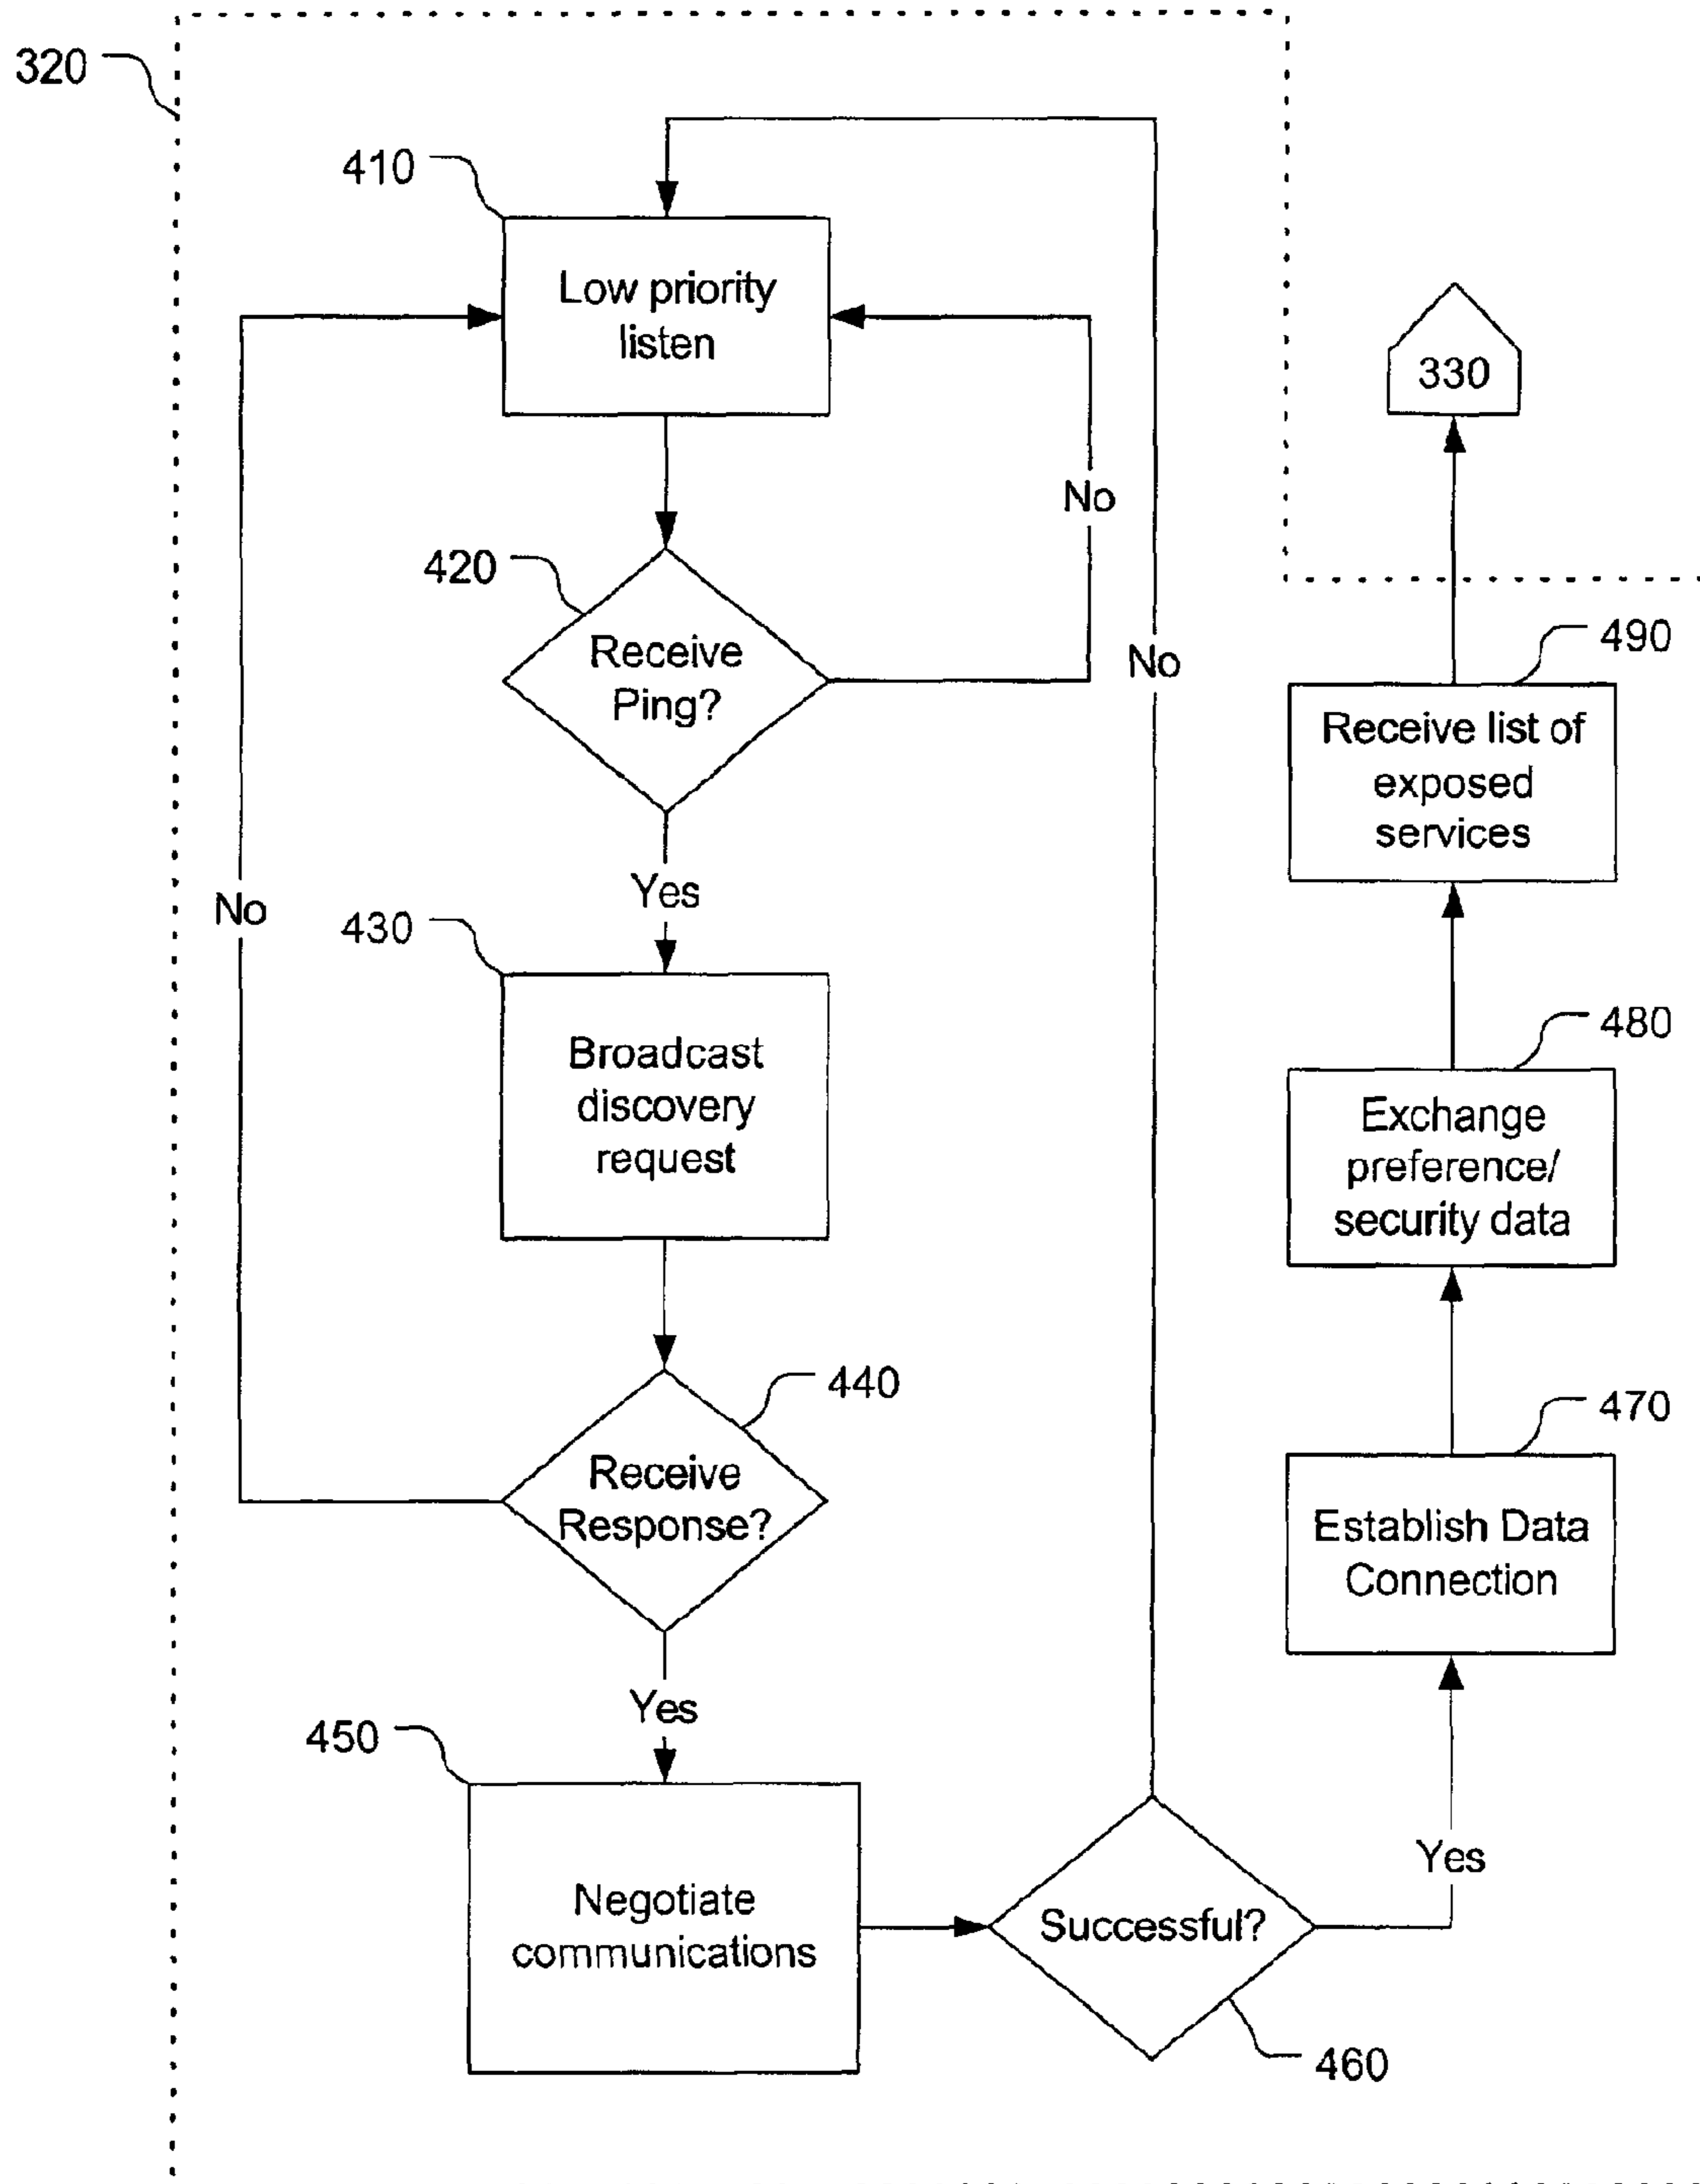 320
410
Low priority
listen
330
No
420
Receive
Ping?
No
490
Receive list of
exposed
services
Yes
No
430
Broadcast
discovery
request
480
Exchange
preference/
security data
440
Receive
Response?
470
Establish Data
Connection
Yes
450
Negotiate
communications
Successful?
Yes
460